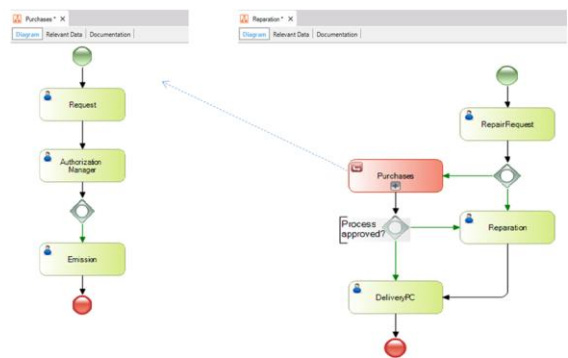 Purchases *
Diagram
Relevant Data
Documentation
Request
Authorization
Manager
Emission
Reparation *
Diagram
Relevant Data
Documentation
RepairRequest
Purchases
Process
approved?
Reparation
DeliveryPC